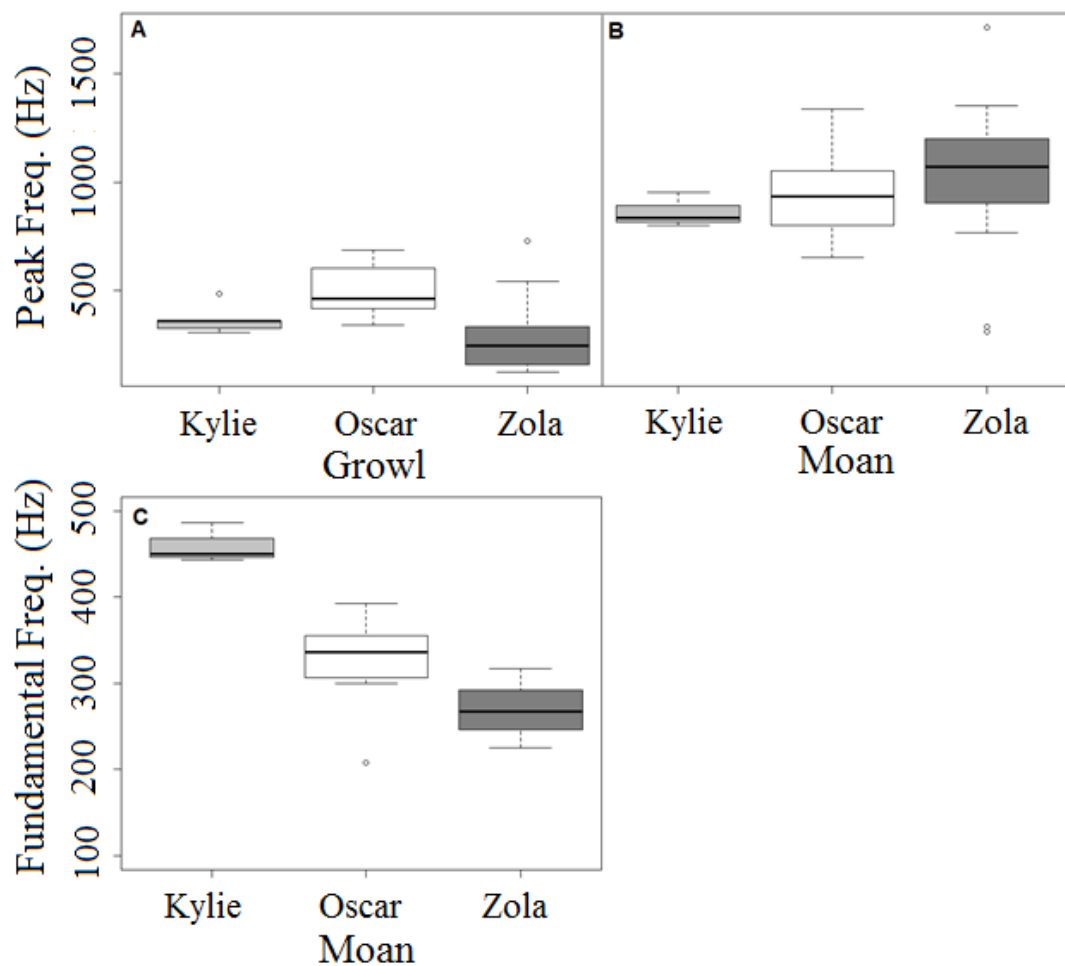 A
B
Peak Freq. (Hz)
1500
1000
500
Kylie Oscar Zola
Growl
Kylie Oscar Zola
Moan
C
Fundamental Freq. (Hz)
500
400
300
200
100
Kylie Oscar Zola
Moan